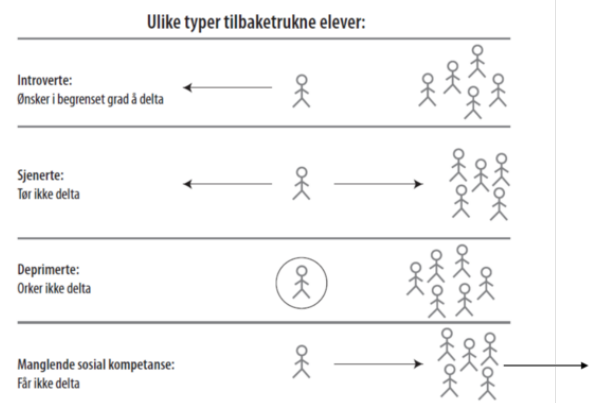 Ulike typer tilbaketrukne elever:
Introverte:
Ønsker i begrenset grad å delta
Sjenerte:
Tør ikke delta
Deprimerte:
Orker ikke delta
Manglende sosial kompetanse:
Får ikke delta